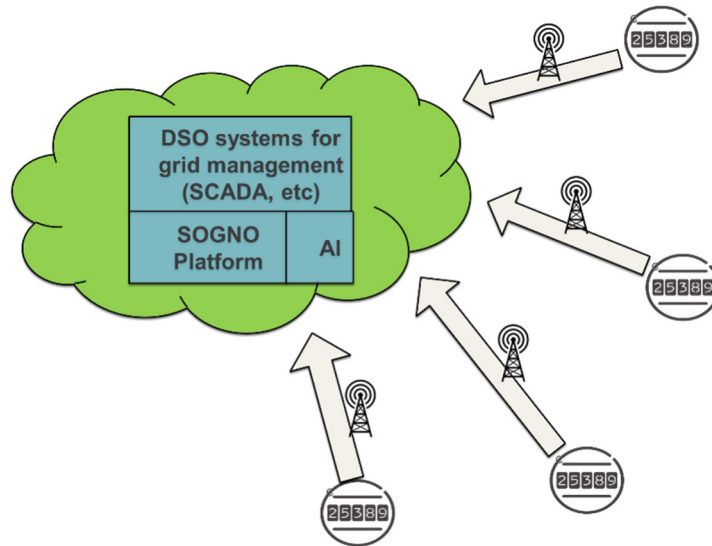 25389
DSO systems for
grid management
(SCADA, etc)
SOGNO
Platform
AI
25389
25389
25389